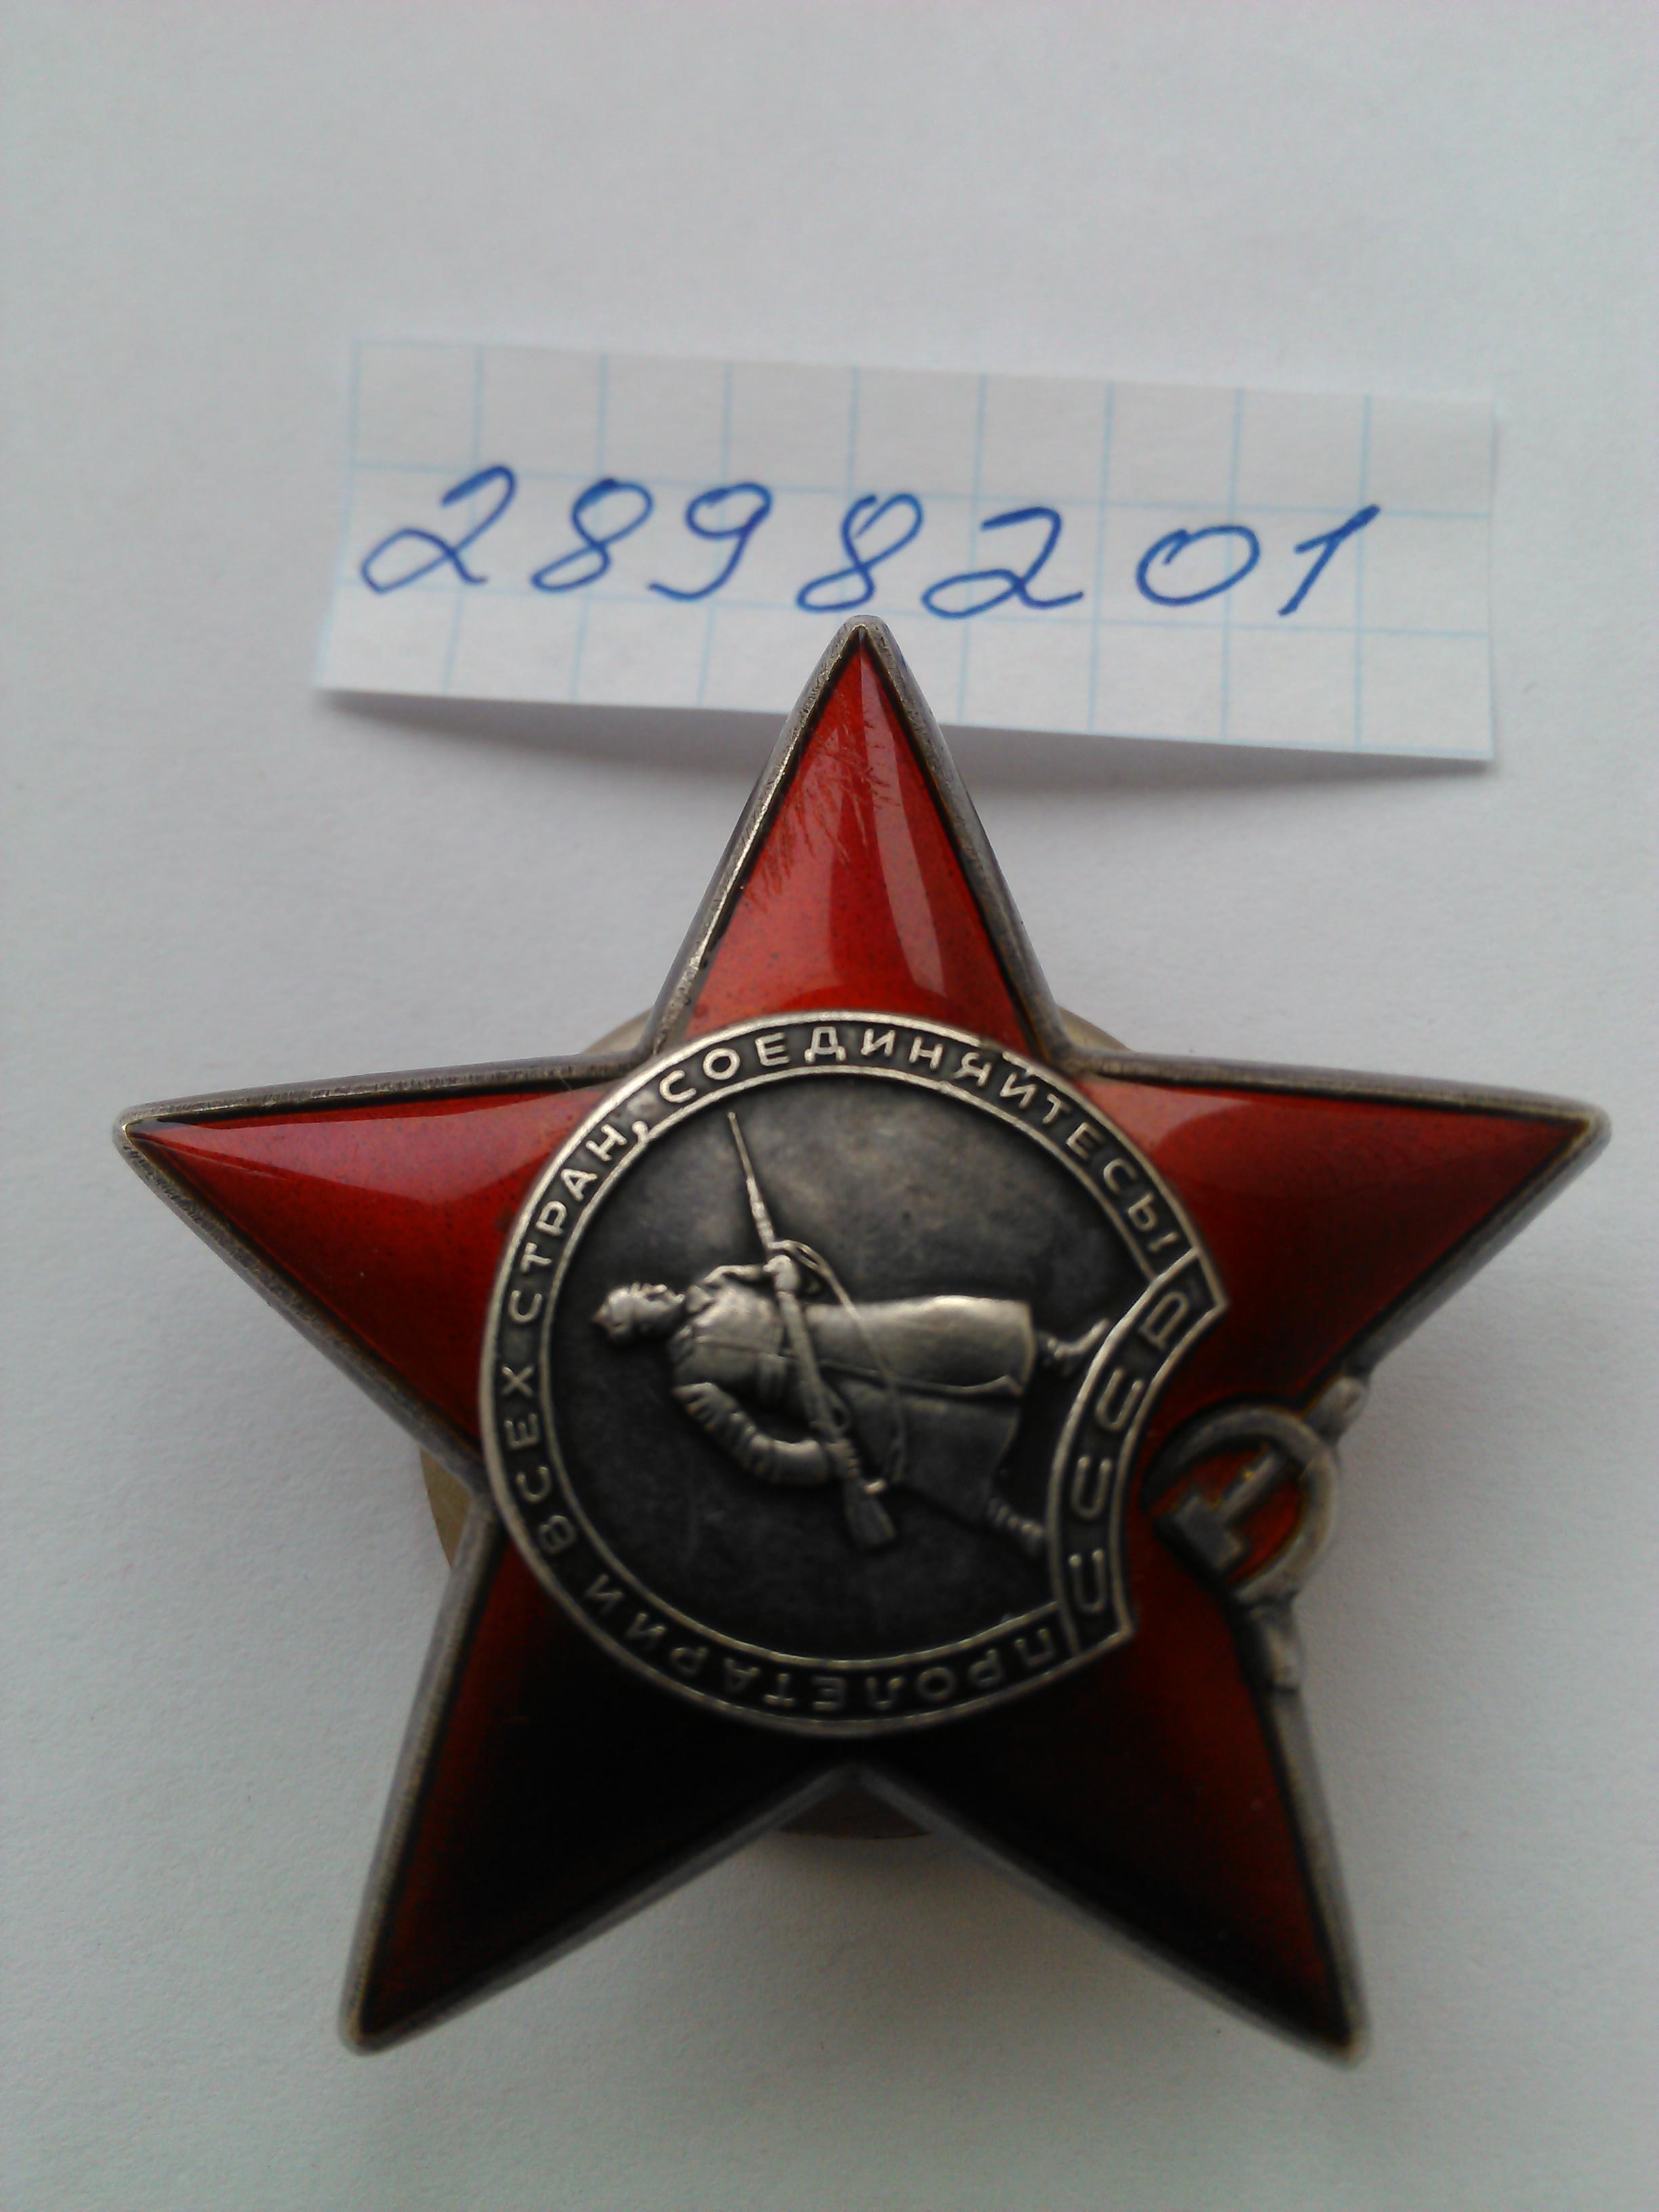 2898201
ПРОЛЕТАРИИ ВСЕХ СТРАН, СОЕДИНЯЙТЕСЬ!
СССР